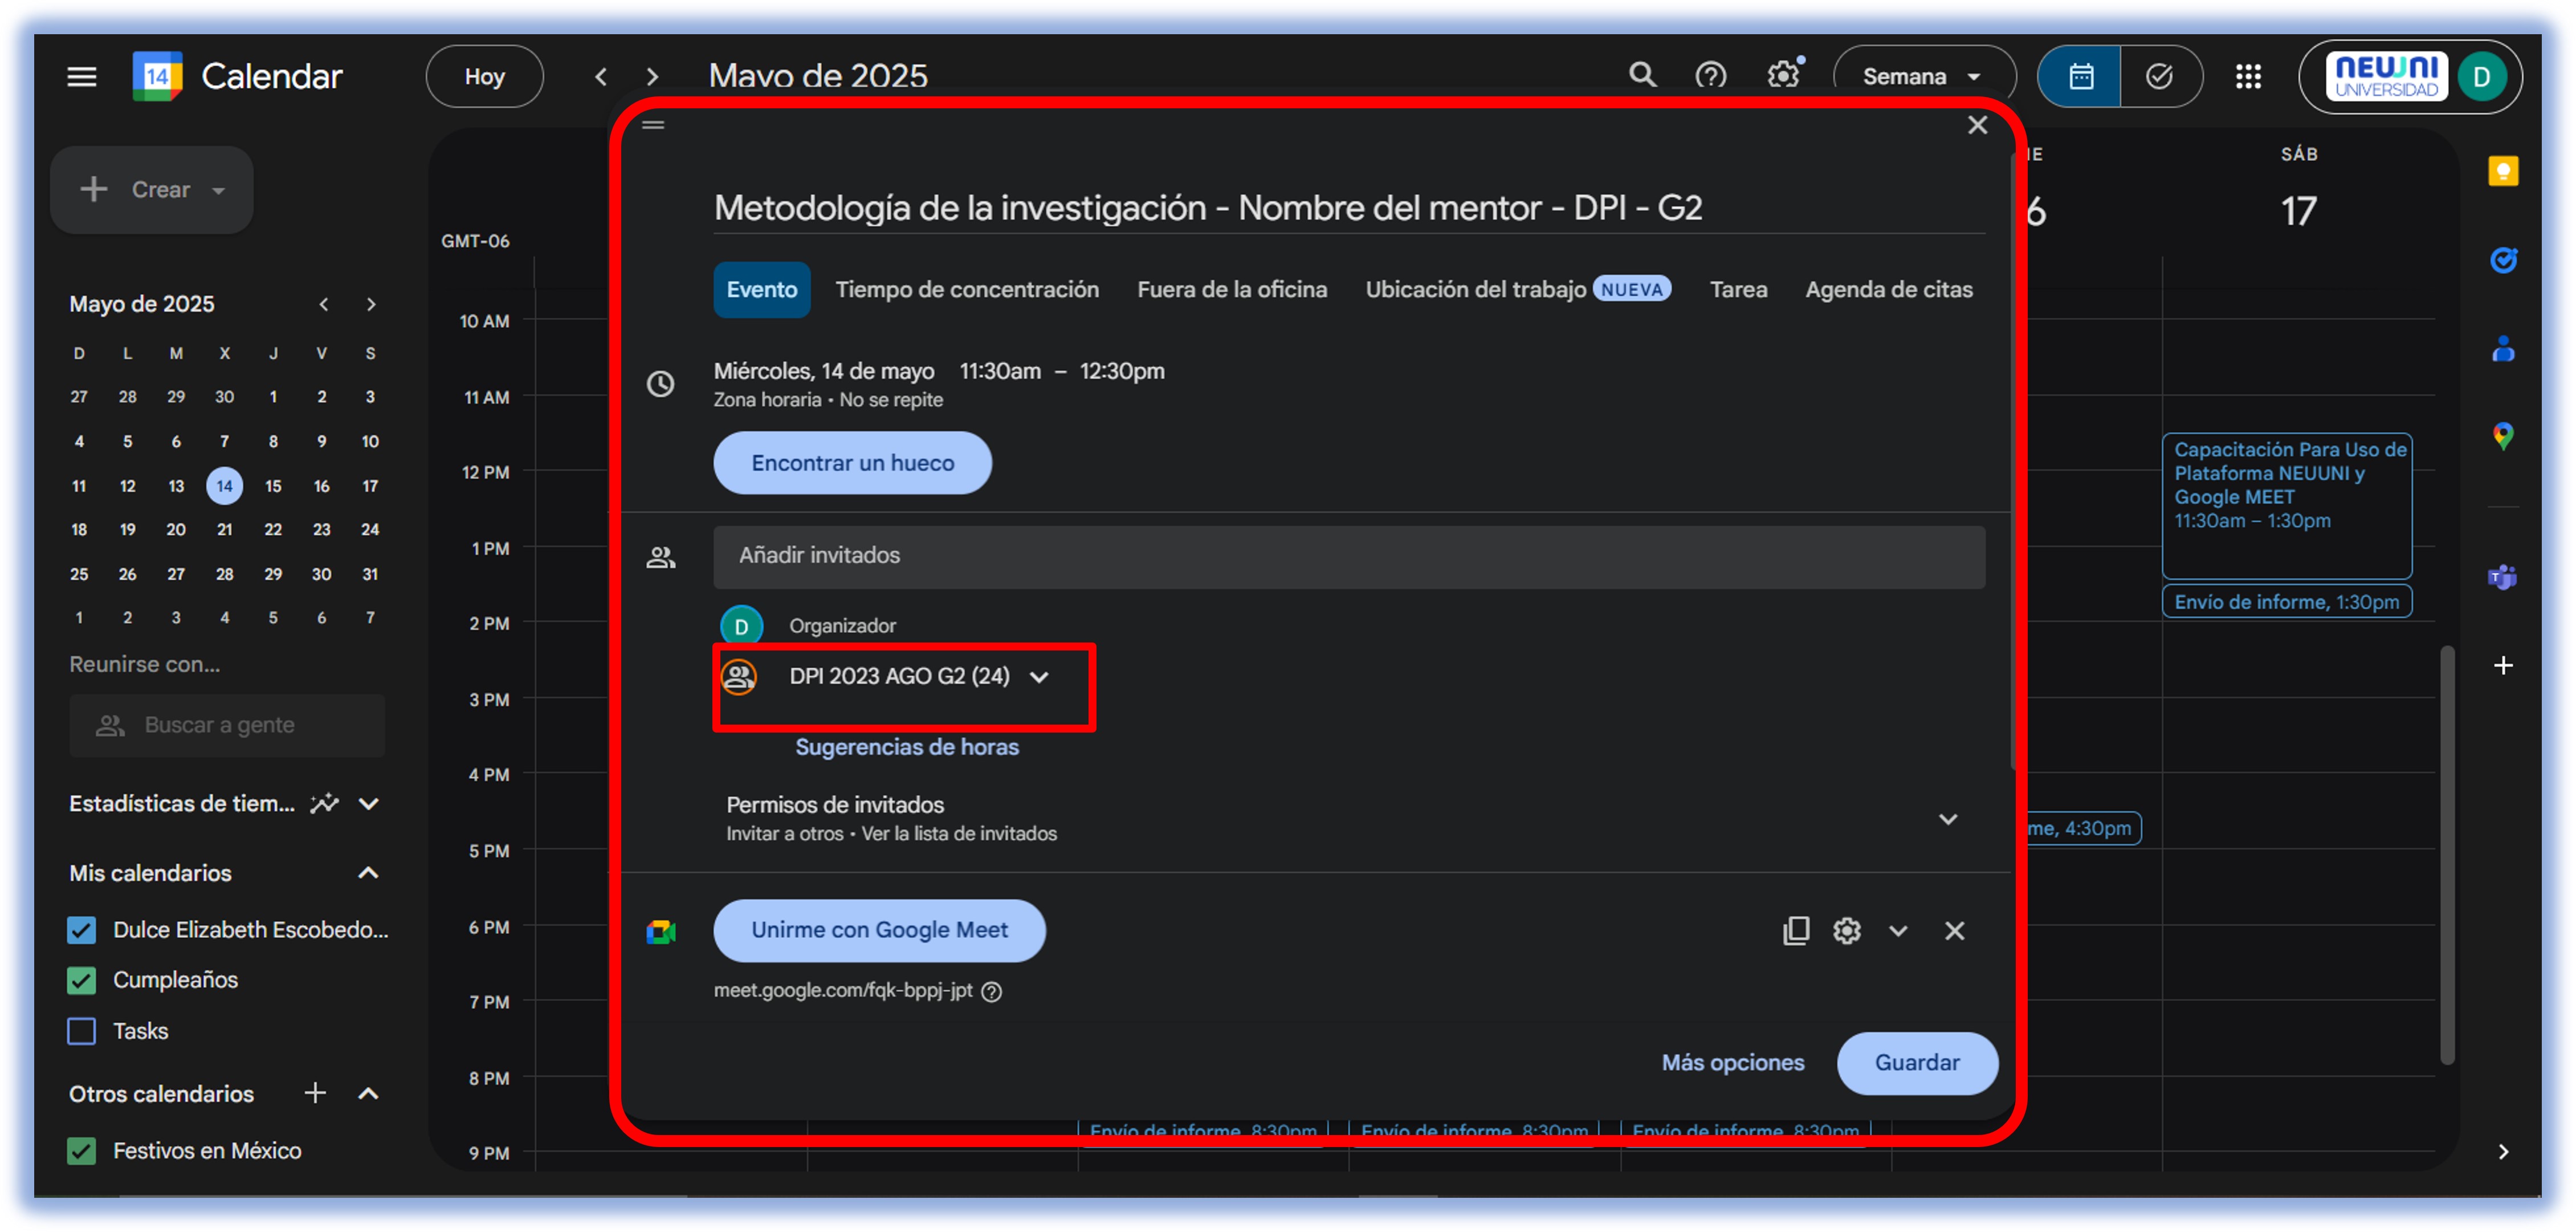 14 Calendar
Hoy
Mayo de 2025
Semana
NEUUNI
UNIVERSIDAD
D
Crear
Mayo de 2025
D L M X J V S
27 28 29 30 1 2 3
4 5 6 7 8 9 10
11 12 13 14 15 16 17
18 19 20 21 22 23 24
25 26 27 28 29 30 31
1 2 3 4 5 6 7
Reunirse con...
Buscar a gente
Estadísticas de tiem...
Mis calendarios
Dulce Elizabeth Escobedo...
Cumpleaños
Tasks
Otros calendarios
Festivos en México
GMT-06
10 AM
11 AM
12 PM
1 PM
2 PM
3 PM
4 PM
5 PM
6 PM
7 PM
8 PM
9 PM
Metodología de la investigación - Nombre del mentor - DPI - G2
Evento Tiempo de concentración Fuera de la oficina Ubicación del trabajo NUEVA Tarea Agenda de citas
Miércoles, 14 de mayo 11:30am – 12:30pm
Zona horaria • No se repite
Encontrar un hueco
Añadir invitados
D Organizador
DPI 2023 AGO G2 (24)
Sugerencias de horas
Permisos de invitados
Invitar a otros • Ver la lista de invitados
Unirme con Google Meet
meet.google.com/fqk-bppj-jpt
Más opciones
Guardar
Envío de informe, 8:30pm
Envío de informe, 8:30pm
Envío de informe, 8:30pm
IE
6
me, 4:30pm
SÁB
17
Capacitación Para Uso de
Plataforma NEUUNI y
Google MEET
11:30am – 1:30pm
Envío de informe, 1:30pm